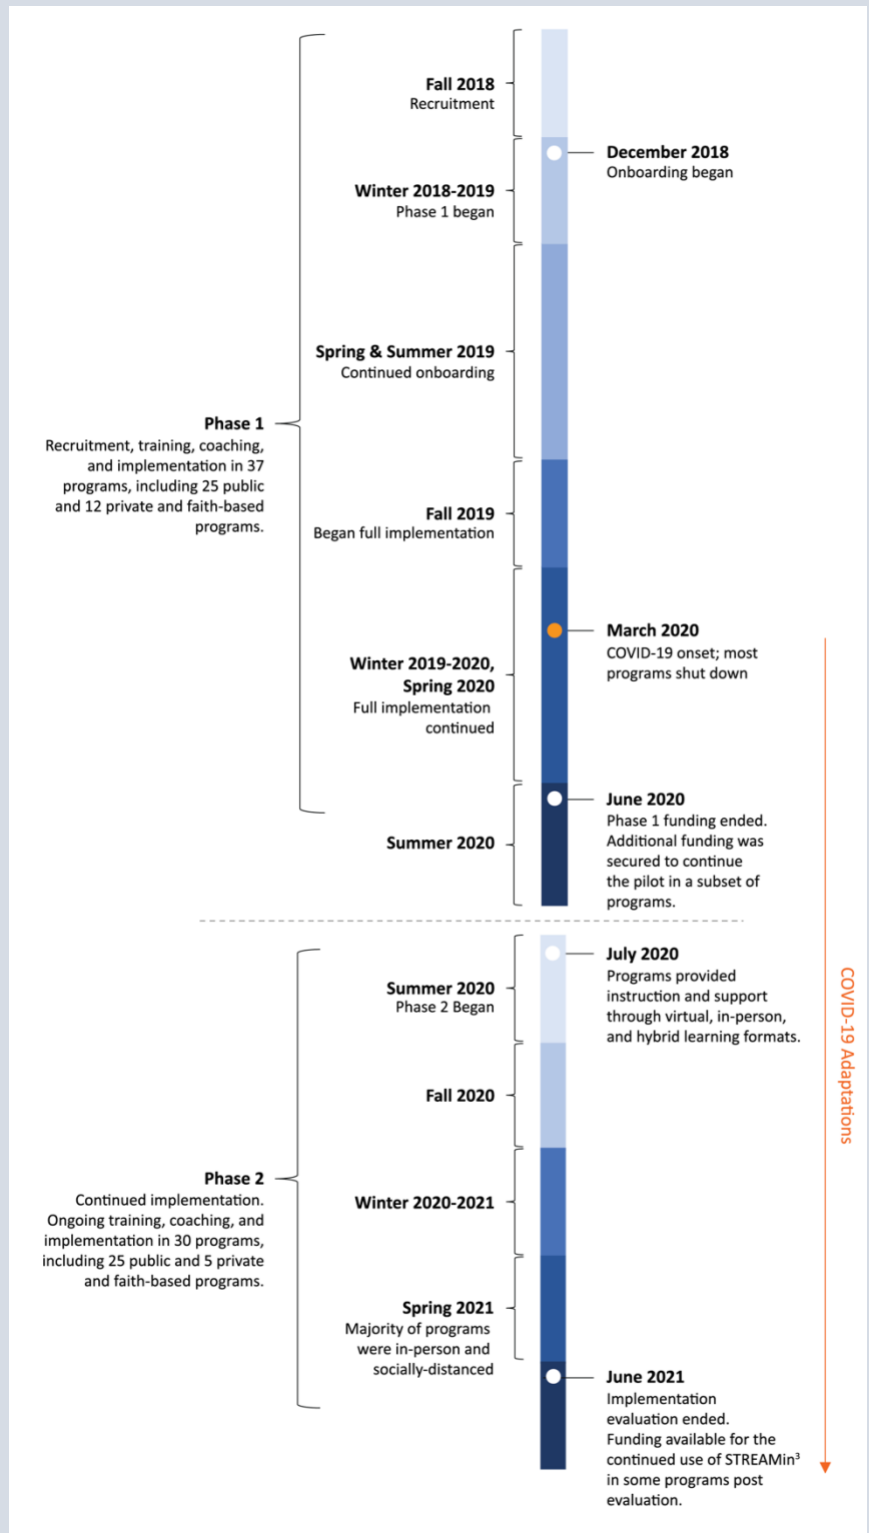 Fall 2018
Recruitment
December 2018
Onboarding began
Winter 2018-2019
Phase 1 began
Spring & Summer 2019
Continued onboarding
Phase 1
Recruitment, training, coaching,
and implementation in 37
programs, including 25 public
and 12 private and faith-based
programs.
Fall 2019
Began full implementation
March 2020
COVID-19 onset; most
programs shut down
Winter 2019-2020,
Spring 2020
Full implementation
continued
June 2020
Phase 1 funding ended.
Additional funding was
secured to continue
the pilot in a subset of
programs.
Summer 2020
July 2020
Programs provided
instruction and support
through virtual, in-person,
and hybrid learning formats.
Summer 2020
Phase 2 Began
COVID-19 Adaptations
Fall 2020
Phase 2
Continued implementation.
Ongoing training, coaching, and
implementation in 30 programs,
including 25 public and 5 private
and faith-based programs.
Winter 2020-2021
Spring 2021
Majority of programs
were in-person and
socially-distanced
June 2021
Implementation
evaluation ended.
Funding available for the
continued use of STREAMin³
in some programs post
evaluation.